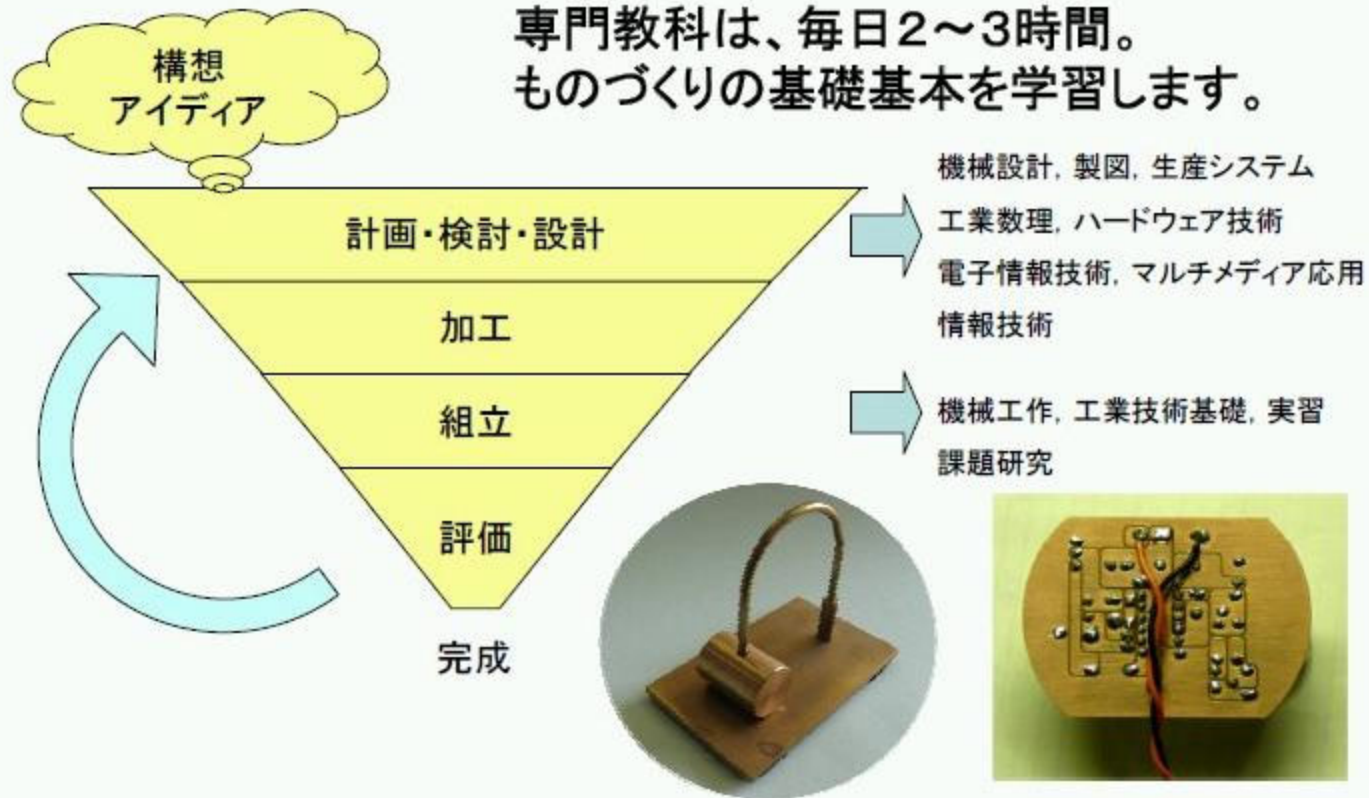 専門教科は、毎日2～3時間。
ものづくりの基礎基本を学習します。
構想
アイディア
計画・検討・設計
加工
組立
評価
完成
機械設計, 製図, 生産システム
工業数理, ハードウェア技術
電子情報技術, マルチメディア応用
情報技術
機械工作, 工業技術基礎, 実習
課題研究